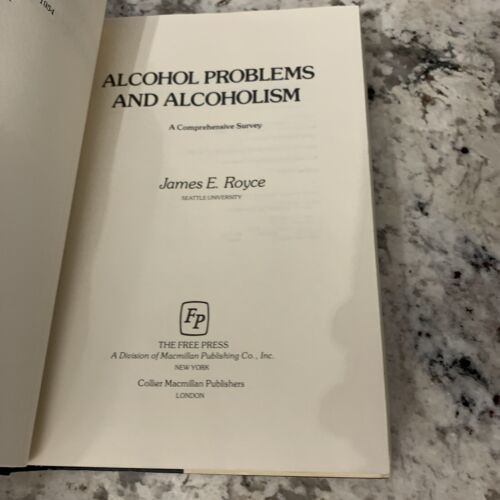 1954
ALCOHOL PROBLEMS
AND ALCOHOLISM
A Comprehensive Survey
James E. Royce
SEATTLE UNIVERSITY
FP
THE FREE PRESS
A Division of Macmillan Publishing Co., Inc.
NEW YORK
Collier Macmillan Publishers
LONDON